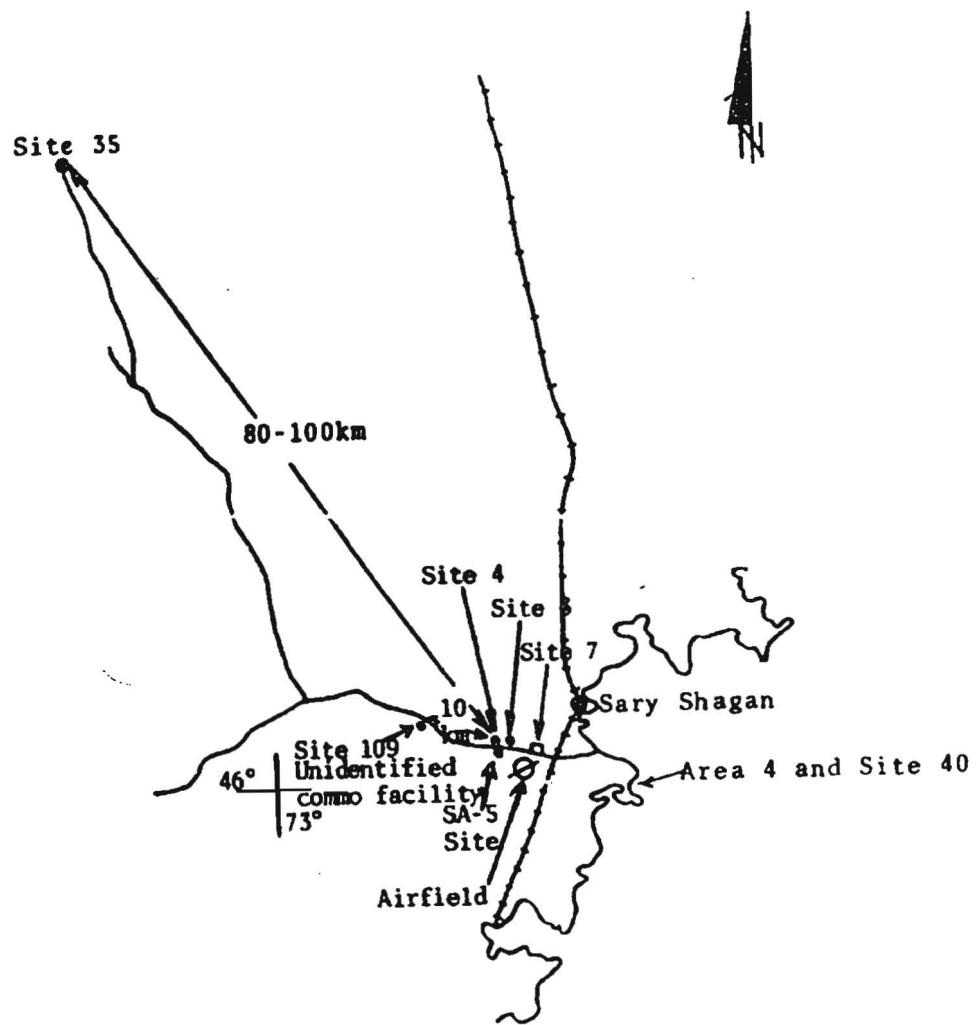 N
Site 35
80-100km
Site 4
Site
Site 7
Sary Shagan
10
km
Site 109
Unidentified
commo facility
46°
73°
Area 4 and Site 40
SA-5
Site
Airfield